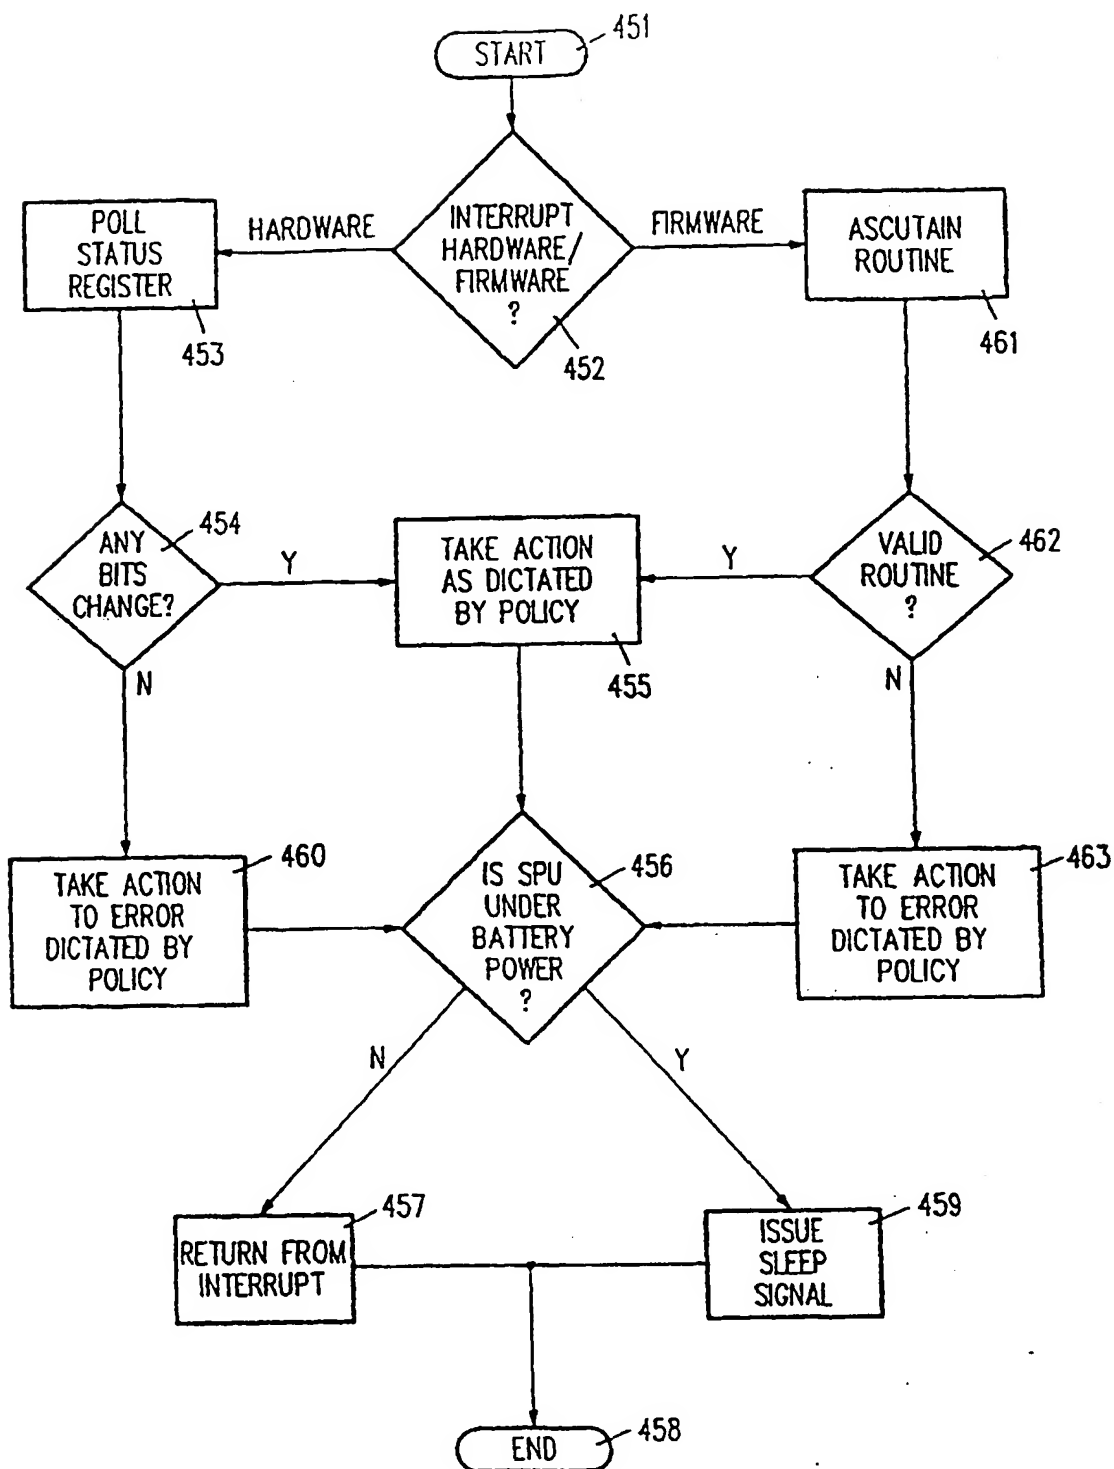 START
451
INTERRUPT
HARDWARE/
FIRMWARE
?
452
HARDWARE
FIRMWARE
POLL
STATUS
REGISTER
453
ASCUTAIN
ROUTINE
461
ANY
BITS
CHANGE?
454
Y
N
TAKE ACTION
AS DICTATED
BY POLICY
455
VALID
ROUTINE
?
462
Y
N
TAKE ACTION
TO ERROR
DICTATED BY
POLICY
460
IS SPU
UNDER
BATTERY
POWER
?
456
TAKE ACTION
TO ERROR
DICTATED BY
POLICY
463
N
Y
RETURN FROM
INTERRUPT
457
ISSUE
SLEEP
SIGNAL
459
END
458